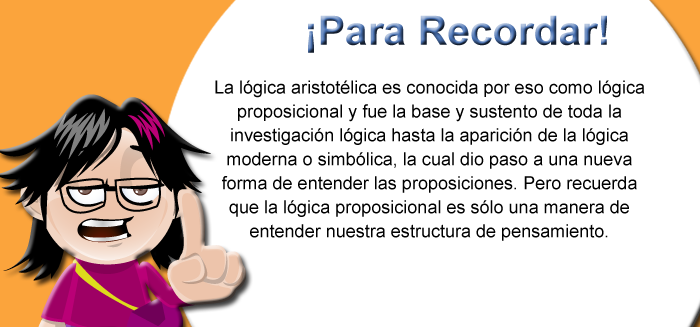 ¡Para Recordar!
La lógica aristotélica es conocida por eso como lógica
proposicional y fue la base y sustento de toda la
investigación lógica hasta la aparición de la lógica
moderna o simbólica, la cual dio paso a una nueva
forma de entender las proposiciones. Pero recuerda
que la lógica proposicional es sólo una manera de
entender nuestra estructura de pensamiento.